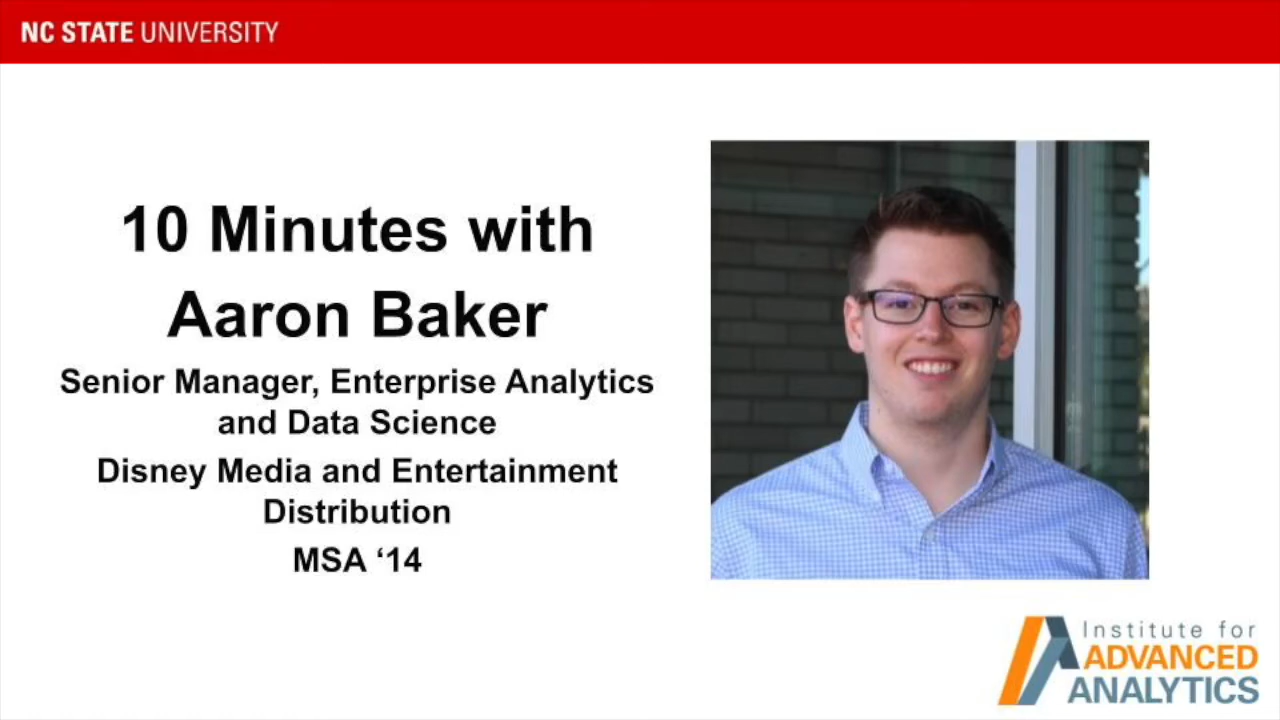 NC STATE UNIVERSITY
10 Minutes with
Aaron Baker
Senior Manager, Enterprise Analytics
and Data Science
Disney Media and Entertainment
Distribution
MSA ‘14
Institute for
ADVANCED
ANALYTICS